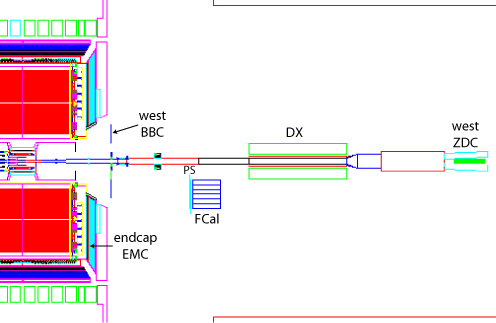 west
BBC
DX
west
ZDC
PS
FCal
endcap
EMC